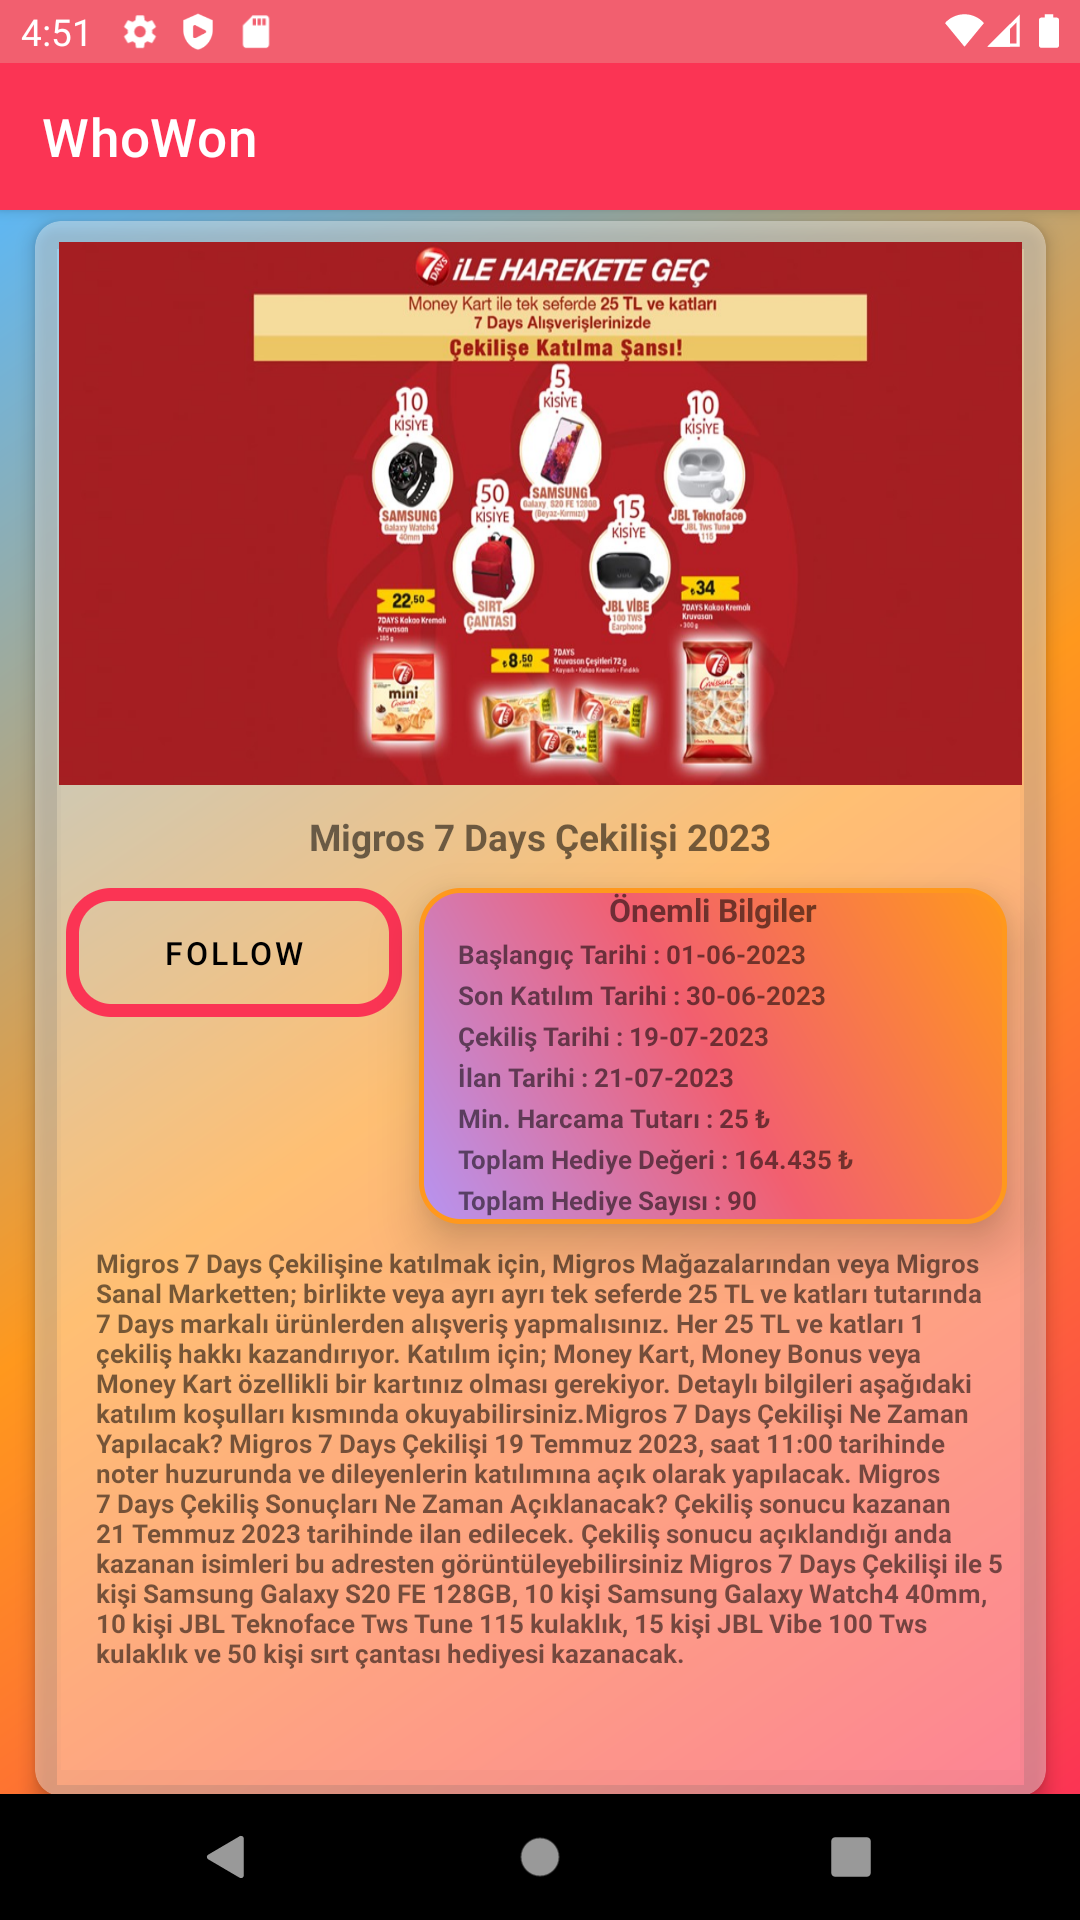 4:51
WhoWon
7 DAYS iLE HAREKETE GEÇ
Money Kart ile tek seferde 25 TL ve katları
7 Days Alışverişlerinizde
Çekilişe Katılma Şansı!
5
KİSİYE
10
KİSİYE
10
KİSİYE
SAMSUNG
Galaxy Watch4
40mm
50
KİSİYE
SAMSUNG
Galaxy S20 FE 128GB
(Beyaz-Kırmızı)
15
KİSİYE
JBL Teknoface
JBL Tws Tune
115
SIRT
ÇANTASI
JBL VİBE
100 TWS
Earphone
22,50
7DAYS Kakao Kremalı
Kruvasan
₺34
7DAYS Kakao Kremalı
Kruvasan
- 300 g
₺8,50
7DAYS
Kruvasan Çeşitleri 72 g
7 DAYS
mini
Migros 7 Days Çekilişi 2023
FOLLOW
Önemli Bilgiler
Başlangıç Tarihi : 01-06-2023
Son Katılım Tarihi : 30-06-2023
Çekiliş Tarihi : 19-07-2023
İlan Tarihi : 21-07-2023
Min. Harcama Tutarı : 25 ₺
Toplam Hediye Değeri : 164.435 ₺
Toplam Hediye Sayısı : 90
Migros 7 Days Çekilişine katılmak için, Migros Mağazalarından veya Migros
Sanal Marketten; birlikte veya ayrı ayrı tek seferde 25 TL ve katları tutarında
7 Days markalı ürünlerden alışveriş yapmalısınız. Her 25 TL ve katları 1
çekiliş hakkı kazandırıyor. Katılım için; Money Kart, Money Bonus veya
Money Kart özellikli bir kartınız olması gerekiyor. Detaylı bilgileri aşağıdaki
katılım koşulları kısmında okuyabilirsiniz.Migros 7 Days Çekilişi Ne Zaman
Yapılacak? Migros 7 Days Çekilişi 19 Temmuz 2023, saat 11:00 tarihinde
noter huzurunda ve dileyenlerin katılımına açık olarak yapılacak. Migros
7 Days Çekiliş Sonuçları Ne Zaman Açıklanacak? Çekiliş sonucu kazanan
21 Temmuz 2023 tarihinde ilan edilecek. Çekiliş sonucu açıklandığı anda
kazanan isimleri bu adresten görüntüleyebilirsiniz Migros 7 Days Çekilişi ile 5
kişi Samsung Galaxy S20 FE 128GB, 10 kişi Samsung Galaxy Watch4 40mm,
10 kişi JBL Teknoface Tws Tune 115 kulaklık, 15 kişi JBL Vibe 100 Tws
kulaklık ve 50 kişi sırt çantası hediyesi kazanacak.